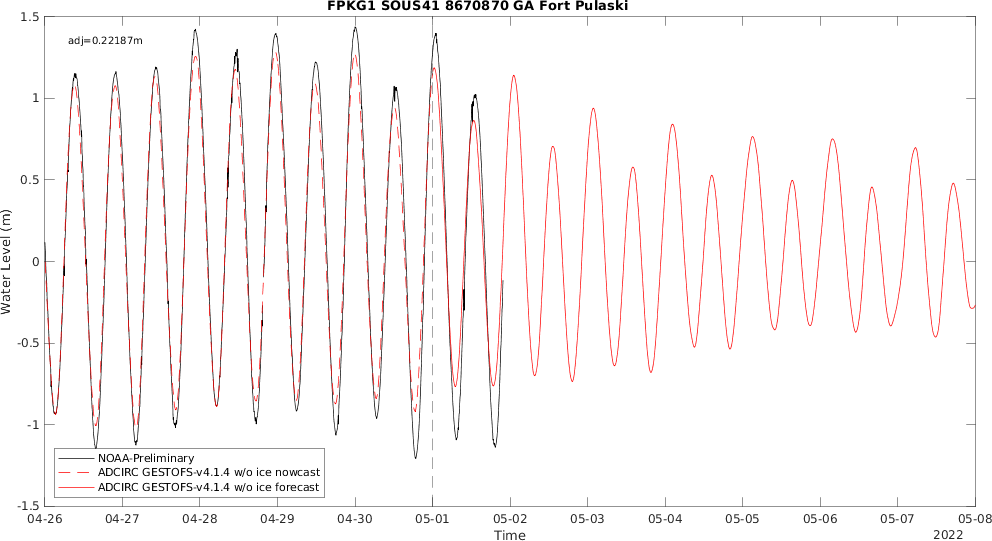 FPKG1 SOUS41 8670870 GA Fort Pulaski
adj=0.22187m
1.5
1
0.5
0
-0.5
-1
-1.5
Water Level (m)
NOAA-Preliminary
ADCIRC GESTOFS-v4.1.4 w/o ice nowcast
ADCIRC GESTOFS-v4.1.4 w/o ice forecast
04-26 04-27 04-28 04-29 04-30 05-01 05-02 05-03 05-04 05-05 05-06 05-07 05-08
Time
2022